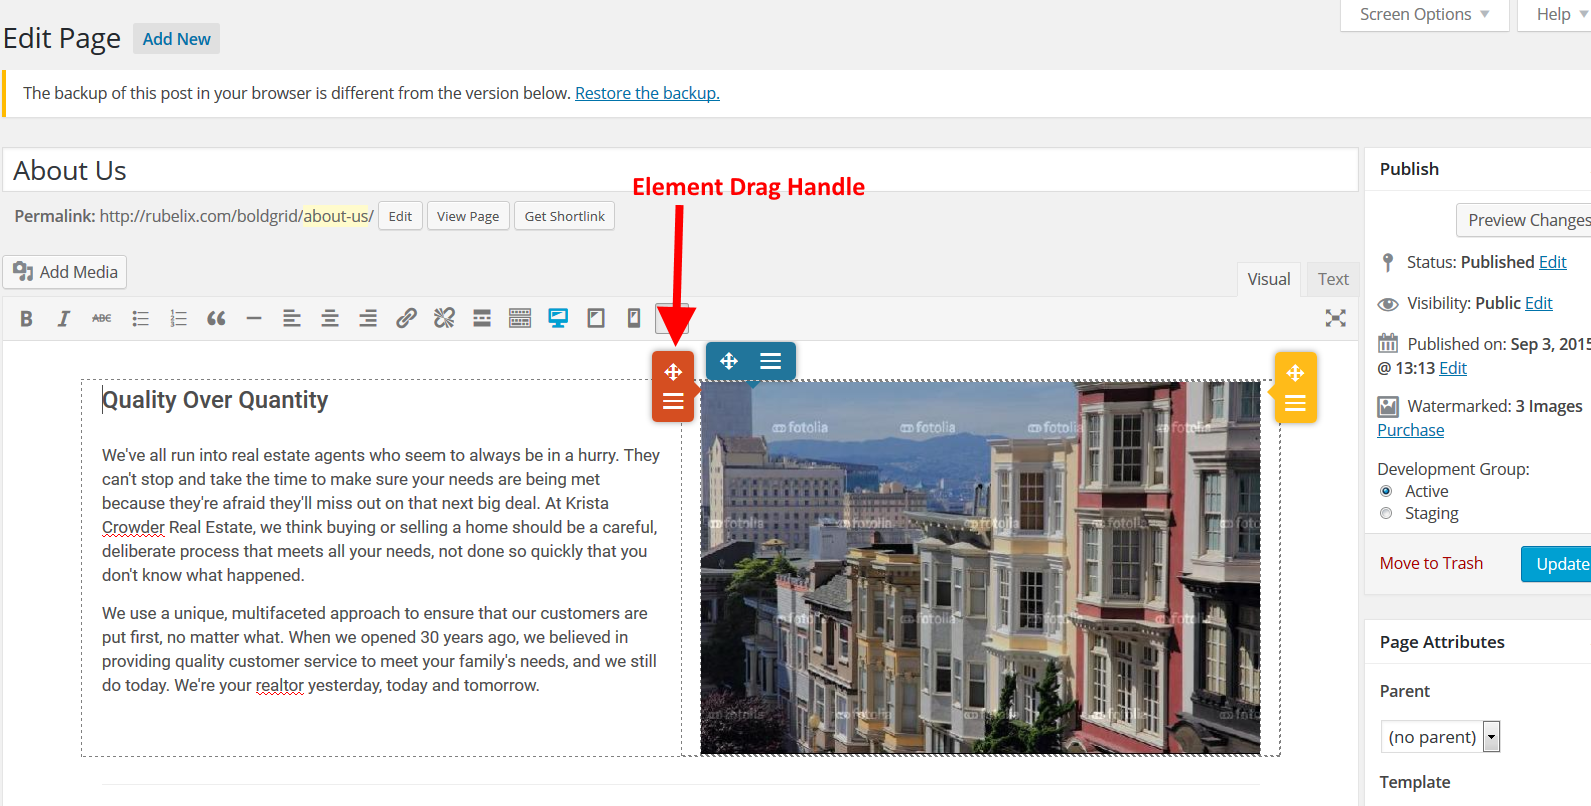 Screen Options
Help
Edit Page
Add New
The backup of this post in your browser is different from the version below. Restore the backup.
About Us
Element Drag Handle
Permalink: http://rubelix.com/boldgrid/about-us/
Edit
View Page
Get Shortlink
Add Media
Visual
Text
B I ABC
Quality Over Quantity
We've all run into real estate agents who seem to always be in a hurry. They
can't stop and take the time to make sure your needs are being met
because they're afraid they'll miss out on that next big deal. At Krista
Crowder Real Estate, we think buying or selling a home should be a careful,
deliberate process that meets all your needs, not done so quickly that you
don't know what happened.
We use a unique, multifaceted approach to ensure that our customers are
put first, no matter what. When we opened 30 years ago, we believed in
providing quality customer service to meet your family's needs, and we still
do today. We're your realtor yesterday, today and tomorrow.
fotolia fotolia fotolia fotolia
fotolia fotolia fotolia fotolia foto
fotolia fotolia fotolia fotolia
fotolia fotolia fotolia fotolia foto
Publish
Preview Changes
Status: Published Edit
Visibility: Public Edit
Published on: Sep 3, 2015
@ 13:13 Edit
Watermarked: 3 Images
Purchase
Development Group:
Active
Staging
Move to Trash
Update
Page Attributes
Parent
(no parent)
Template